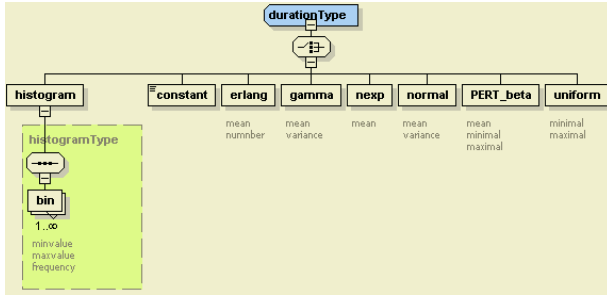 durationType
histogram
constant
erlang
gamma
nexp
normal
PERT_beta
uniform
mean
numnber
mean
variance
mean
mean
variance
mean
minimal
maximal
minimal
maximal
histogramType
bin
1..∞
minvalue
maxvalue
frequency